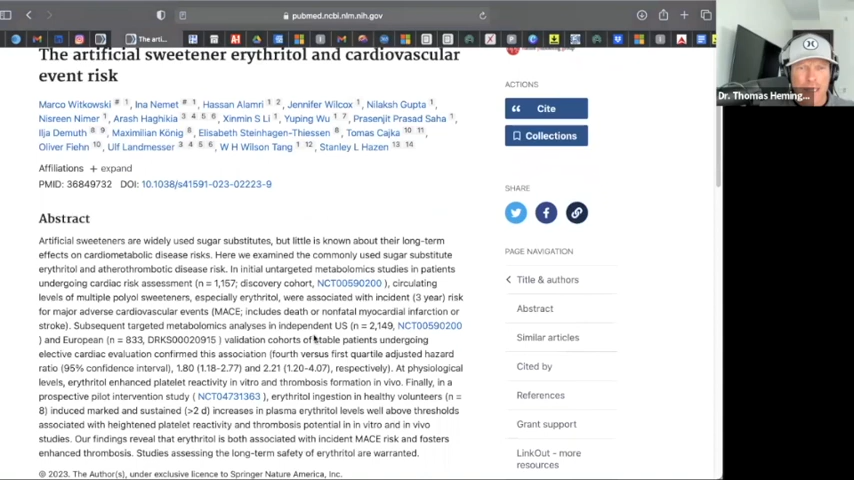 pubmed.ncbi.nlm.nih.gov
The arti...
The artificial sweetener erythritol and cardiovascular
event risk
Marco Witkowski # 1, Ina Nemet # 1, Hassan Alamri 1 2, Jennifer Wilcox 1, Nilaksh Gupta 1,
Nisreen Nimer 1, Arash Haghikia 3 4 5 6, Xinmin S Li 1, Yuping Wu 1 7, Prasenjit Prasad Saha 1,
Ilja Demuth 8 9, Maximilian König 8, Elisabeth Steinhagen-Thiessen 8, Tomas Cajka 10 11,
Oliver Fiehn 10, Ulf Landmesser 3 4 5 6, W H Wilson Tang 1 12, Stanley L Hazen 13 14
Affiliations + expand
PMID: 36849732 DOI: 10.1038/s41591-023-02223-9
Abstract
Artificial sweeteners are widely used sugar substitutes, but little is known about their long-term
effects on cardiometabolic disease risks. Here we examined the commonly used sugar substitute
erythritol and atherothrombotic disease risk. In initial untargeted metabolomics studies in patients
undergoing cardiac risk assessment (n = 1,157; discovery cohort, NCT00590200 ), circulating
levels of multiple polyol sweeteners, especially erythritol, were associated with incident (3 year) risk
for major adverse cardiovascular events (MACE; includes death or nonfatal myocardial infarction or
stroke). Subsequent targeted metabolomics analyses in independent US (n = 2,149, NCT00590200
) and European (n = 833, DRKS00020915 ) validation cohorts of stable patients undergoing
elective cardiac evaluation confirmed this association (fourth versus first quartile adjusted hazard
ratio (95% confidence interval), 1.80 (1.18-2.77) and 2.21 (1.20-4.07), respectively). At physiological
levels, erythritol enhanced platelet reactivity in vitro and thrombosis formation in vivo. Finally, in a
prospective pilot intervention study ( NCT04731363 ), erythritol ingestion in healthy volunteers (n =
8) induced marked and sustained (>2 d) increases in plasma erythritol levels well above thresholds
associated with heightened platelet reactivity and thrombosis potential in in vitro and in vivo
studies. Our findings reveal that erythritol is both associated with incident MACE risk and fosters
enhanced thrombosis. Studies assessing the long-term safety of erythritol are warranted.
© 2023. The Author(s), under exclusive licence to Springer Nature America, Inc.
ACTIONS
Cite
Collections
SHARE
PAGE NAVIGATION
Title & authors
Abstract
Similar articles
Cited by
References
Grant support
LinkOut – more
resources
Dr. Thomas Heming...